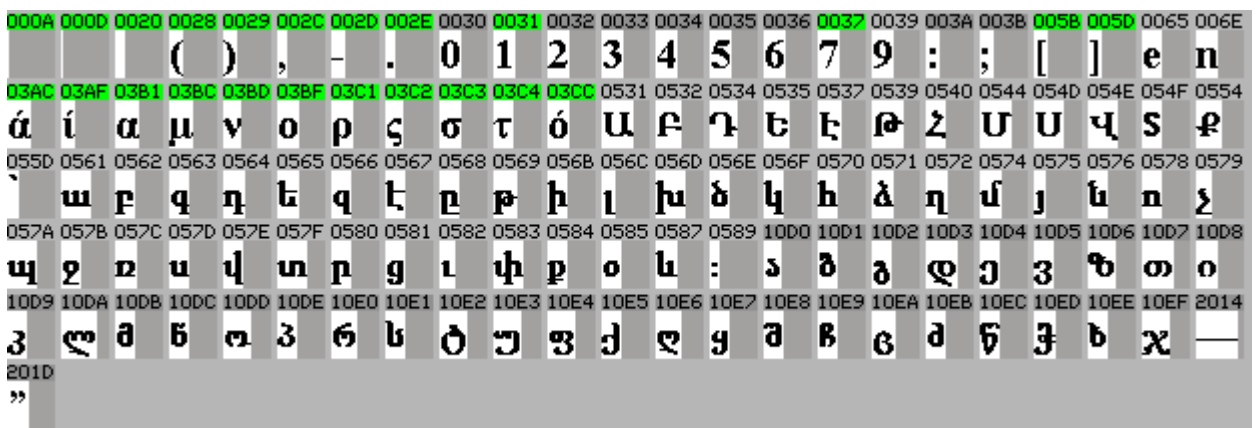 000A 000D 0020 0028 0029 002C 002D 002E 0030 0031 0032 0033 0034 0035 0036 0037 0039 003A 003B 005B 005D 0065 006E
( ) , - . 0 1 2 3 4 5 6 7 9 : ; [ ] e n
03AC 03AF 03B1 03BC 03BD 03BF 03C1 03C2 03C3 03C4 03CC 0531 0532 0534 0535 0537 0539 0540 0544 054D 054E 054F 0554
ά ί α μ ν ο ρ ς σ τ ό Ա Բ Դ Ե Է Թ Հ Մ Ս Վ Տ Ք
055D 0561 0562 0563 0564 0565 0566 0567 0568 0569 056B 056C 056D 056E 056F 0570 0571 0572 0574 0575 0576 0578 0579
՝ ա բ գ դ ե զ է ը թ ի լ խ ծ կ հ ձ ղ մ յ ն ո չ
057A 057B 057C 057D 057E 057F 0580 0581 0582 0583 0584 0585 0587 0589 10D0 10D1 10D2 10D3 10D4 10D5 10D6 10D7 10D8
պ ջ ռ ս վ տ ր ց ւ փ ք օ և ։ ა ბ გ დ ე ვ ზ თ ი
10D9 10DA 10DB 10DC 10DD 10DE 10E0 10E1 10E2 10E3 10E4 10E5 10E6 10E7 10E8 10E9 10EA 10EB 10EC 10ED 10EE 10EF 2014
კ ლ მ ნ ო პ რ ს ტ უ ფ ქ ღ ყ შ ჩ ც ძ წ ჭ ხ ჯ —
201D
”